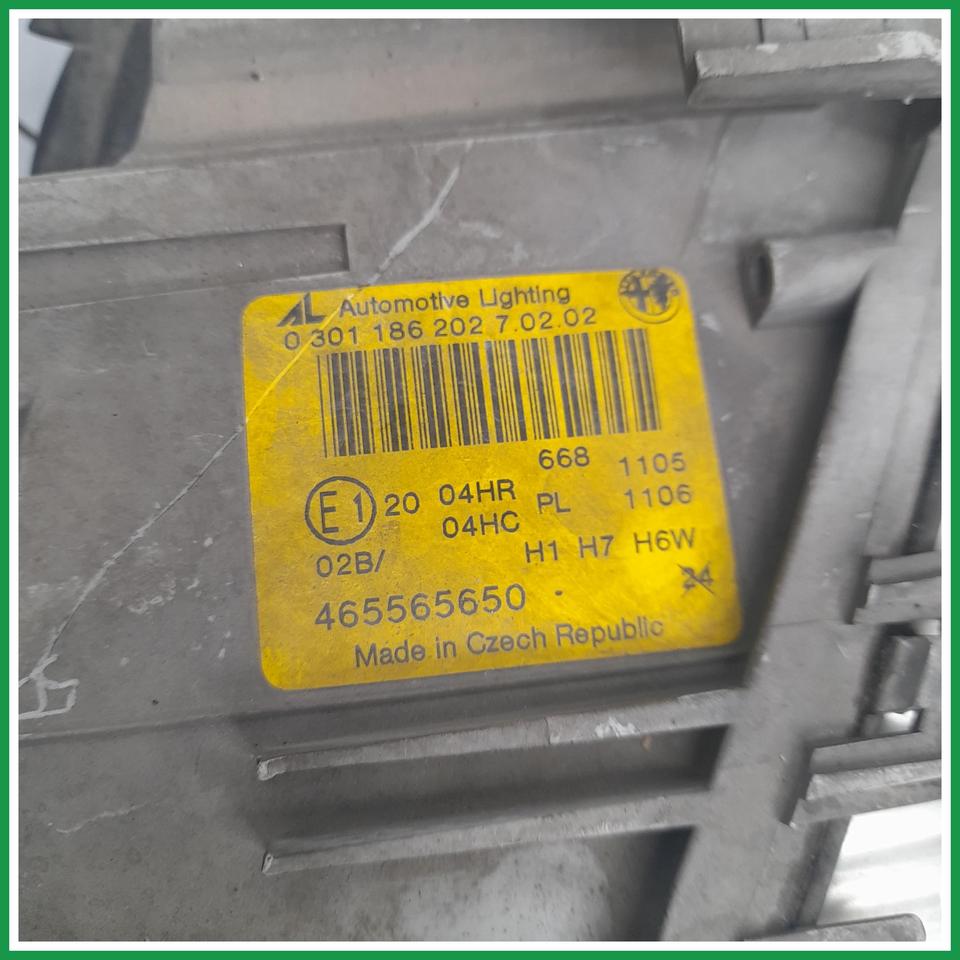 AL Automotive Lighting
0 301 186 202 7.02.02
668 1105
E1 20 04HR PL 1106
04HC
02B/ H1 H7 H6W
24
465565650
Made in Czech Republic